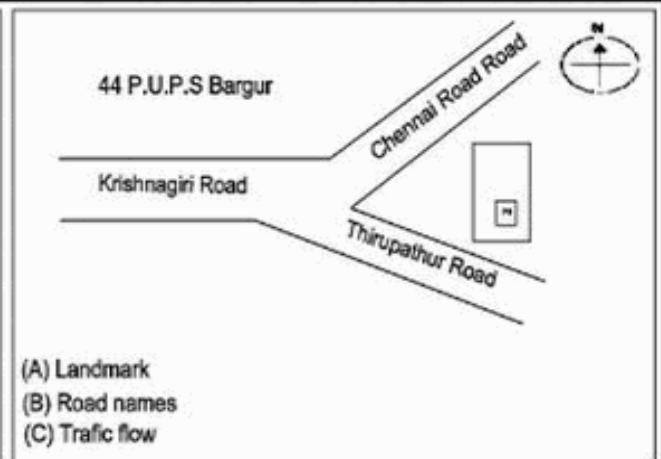 N
44 P.U.P.S Bargur
Chennai Road Road
Krishnagiri Road
Thirupathur Road
(A) Landmark
(B) Road names
(C) Trafic flow